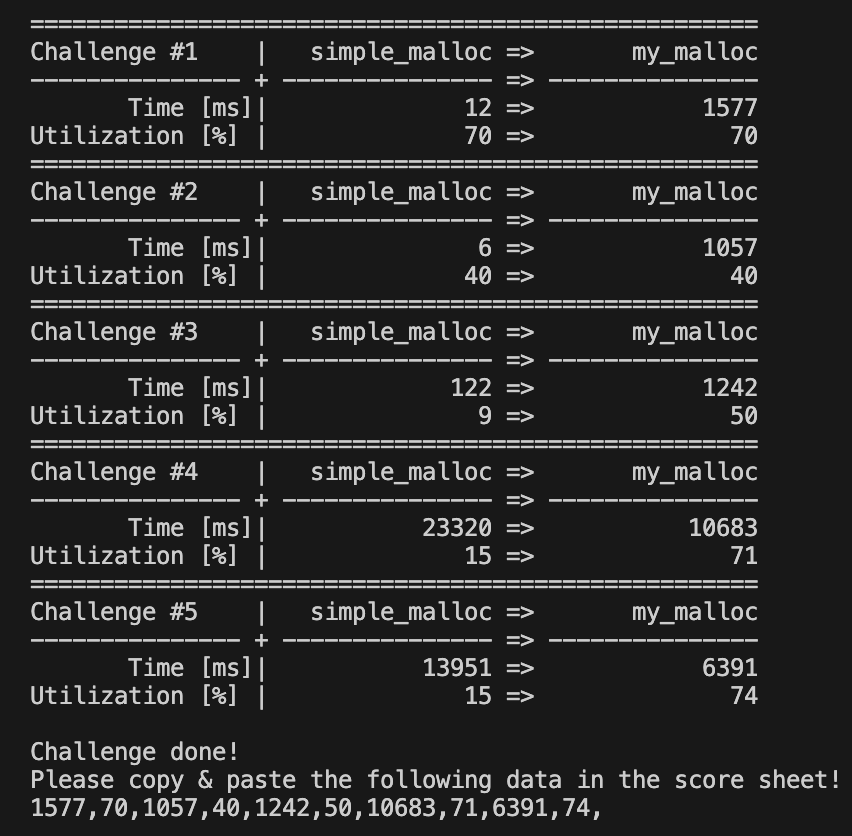 ====================================================
Challenge #1    |   simple_malloc =>       my_malloc
--------------- + --------------- => ---------------
       Time [ms]|              12 =>            1577
Utilization [%] |              70 =>              70
====================================================
Challenge #2    |   simple_malloc =>       my_malloc
--------------- + --------------- => ---------------
       Time [ms]|               6 =>            1057
Utilization [%] |              40 =>              40
====================================================
Challenge #3    |   simple_malloc =>       my_malloc
--------------- + --------------- => ---------------
       Time [ms]|             122 =>            1242
Utilization [%] |               9 =>              50
====================================================
Challenge #4    |   simple_malloc =>       my_malloc
--------------- + --------------- => ---------------
       Time [ms]|           23320 =>           10683
Utilization [%] |              15 =>              71
====================================================
Challenge #5    |   simple_malloc =>       my_malloc
--------------- + --------------- => ---------------
       Time [ms]|           13951 =>            6391
Utilization [%] |              15 =>              74

Challenge done!
Please copy & paste the following data in the score sheet!
1577,70,1057,40,1242,50,10683,71,6391,74,